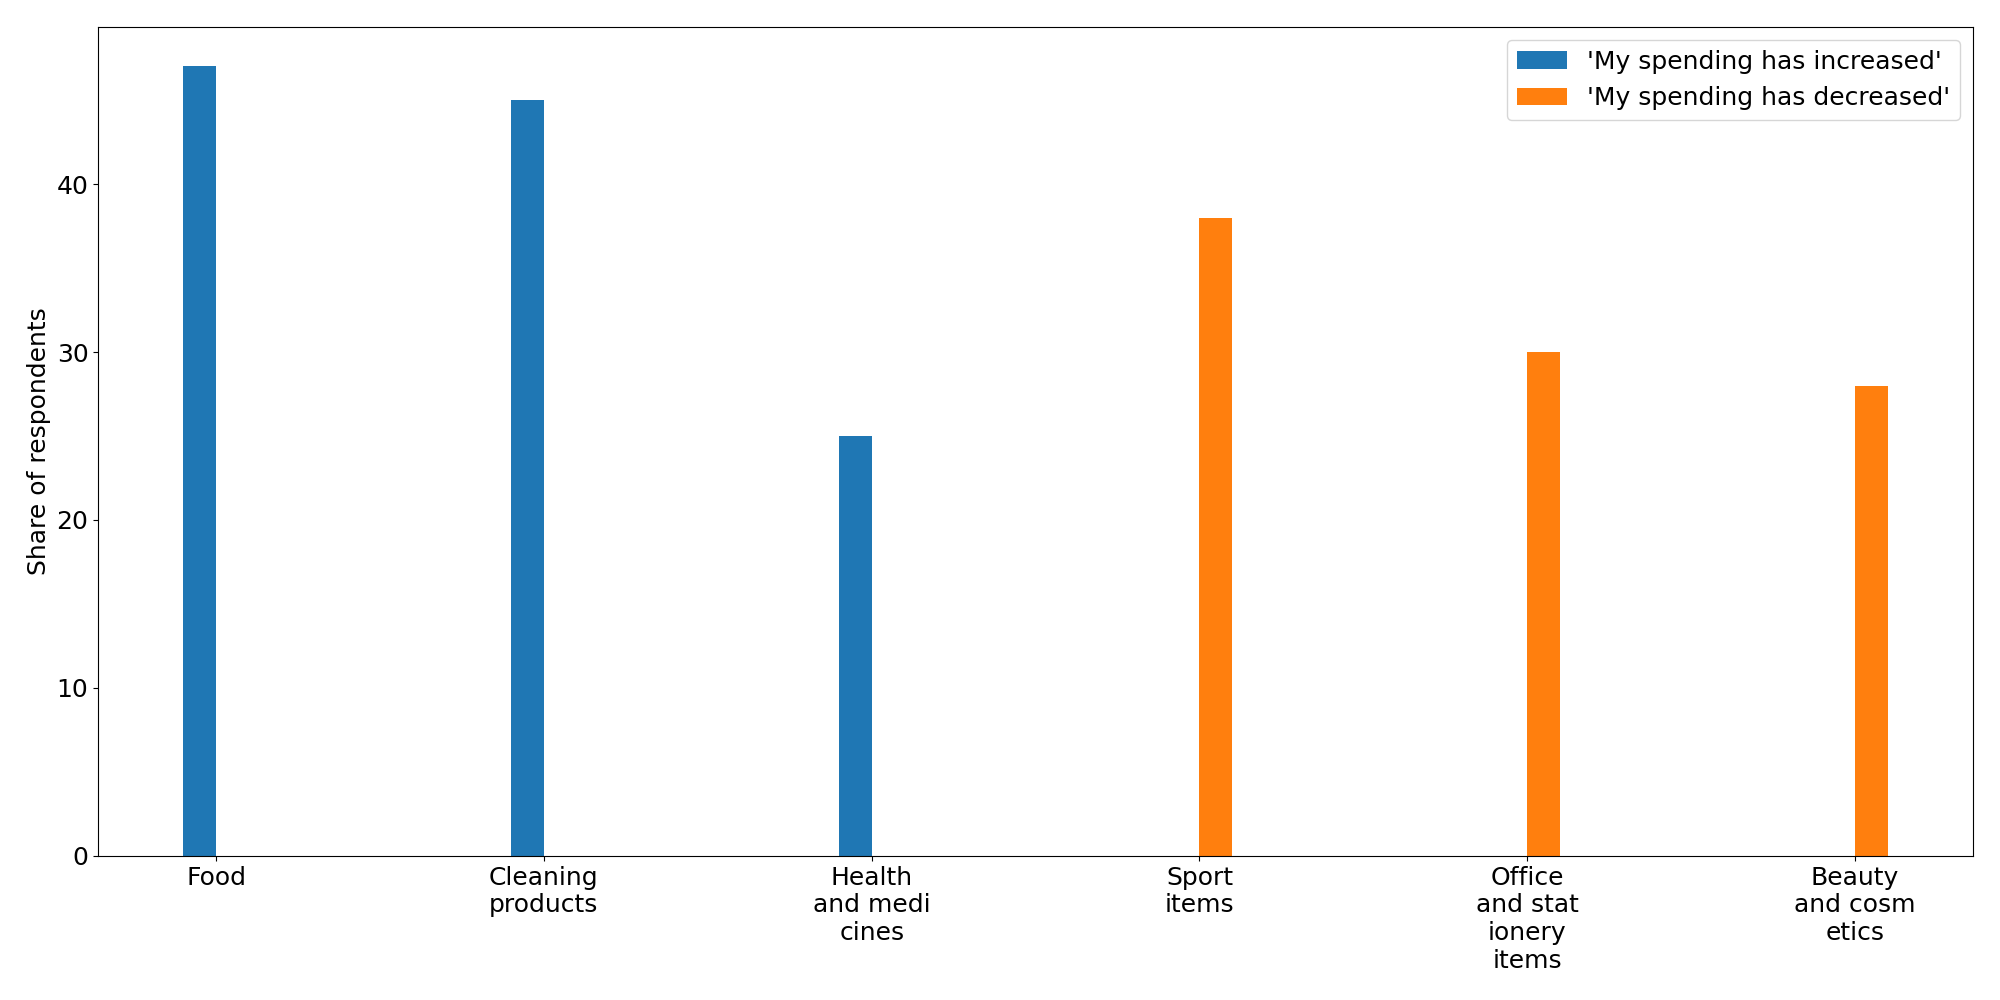 'My spending has increased'
'My spending has decreased'
Share of respondents
40
30
20
10
0
Food
Cleaning
products
Health
and medi
cines
Sport
items
Office
and stat
ionery
items
Beauty
and cosm
etics